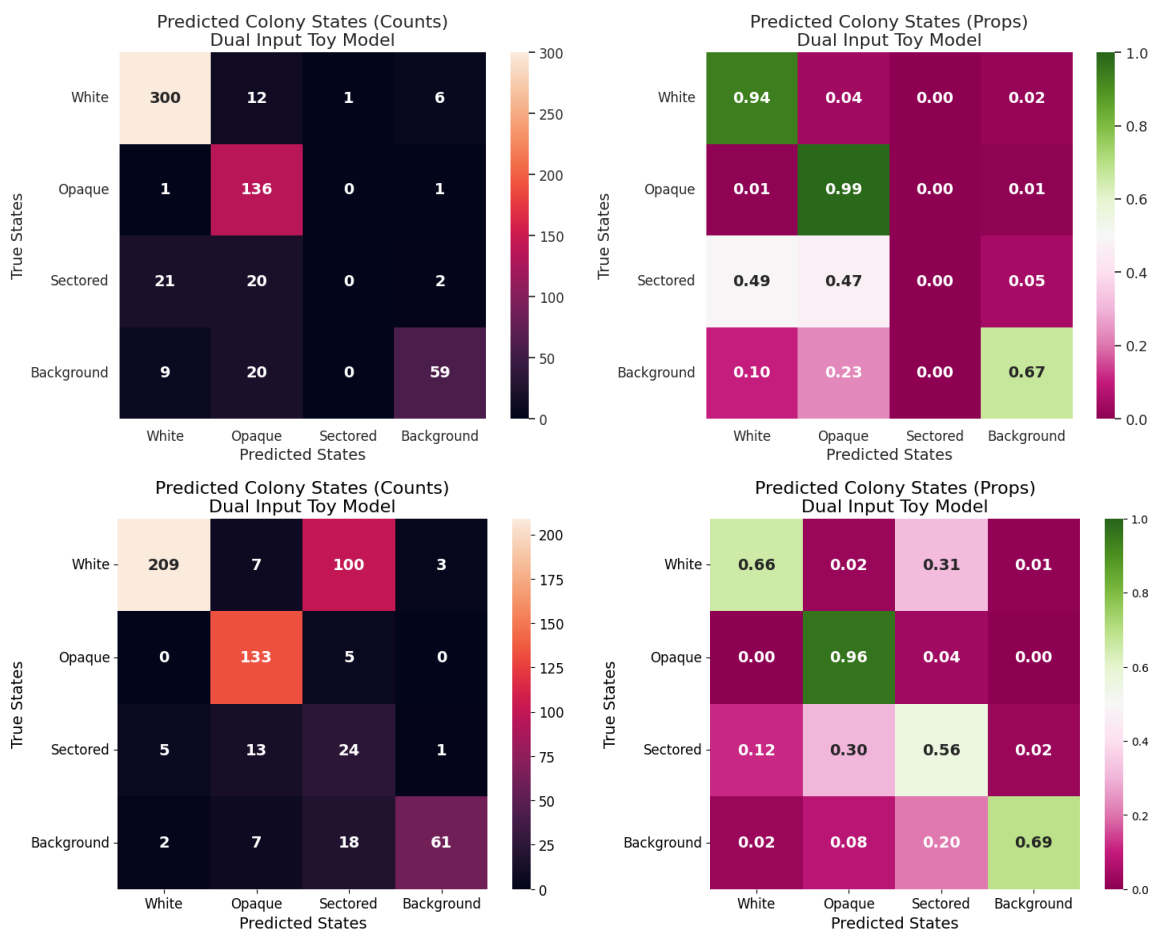 Predicted Colony States (Counts)
Dual Input Toy Model
True States
White
300 12 1 6
Opaque
1 136 0 1
Sectored
21 20 0 2
Background
9 20 0 59
White Opaque Sectored Background
Predicted States
300
250
200
150
100
50
0
Predicted Colony States (Props)
Dual Input Toy Model
True States
White
0.94 0.04 0.00 0.02
Opaque
0.01 0.99 0.00 0.01
Sectored
0.49 0.47 0.00 0.05
Background
0.10 0.23 0.00 0.67
White Opaque Sectored Background
Predicted States
1.0
0.8
0.6
0.4
0.2
0.0
Predicted Colony States (Counts)
Dual Input Toy Model
True States
White
209 7 100 3
Opaque
0 133 5 0
Sectored
5 13 24 1
Background
2 7 18 61
White Opaque Sectored Background
Predicted States
200
175
150
125
100
75
50
25
0
Predicted Colony States (Props)
Dual Input Toy Model
True States
White
0.66 0.02 0.31 0.01
Opaque
0.00 0.96 0.04 0.00
Sectored
0.12 0.30 0.56 0.02
Background
0.02 0.08 0.20 0.69
White Opaque Sectored Background
Predicted States
1.0
0.8
0.6
0.4
0.2
0.0